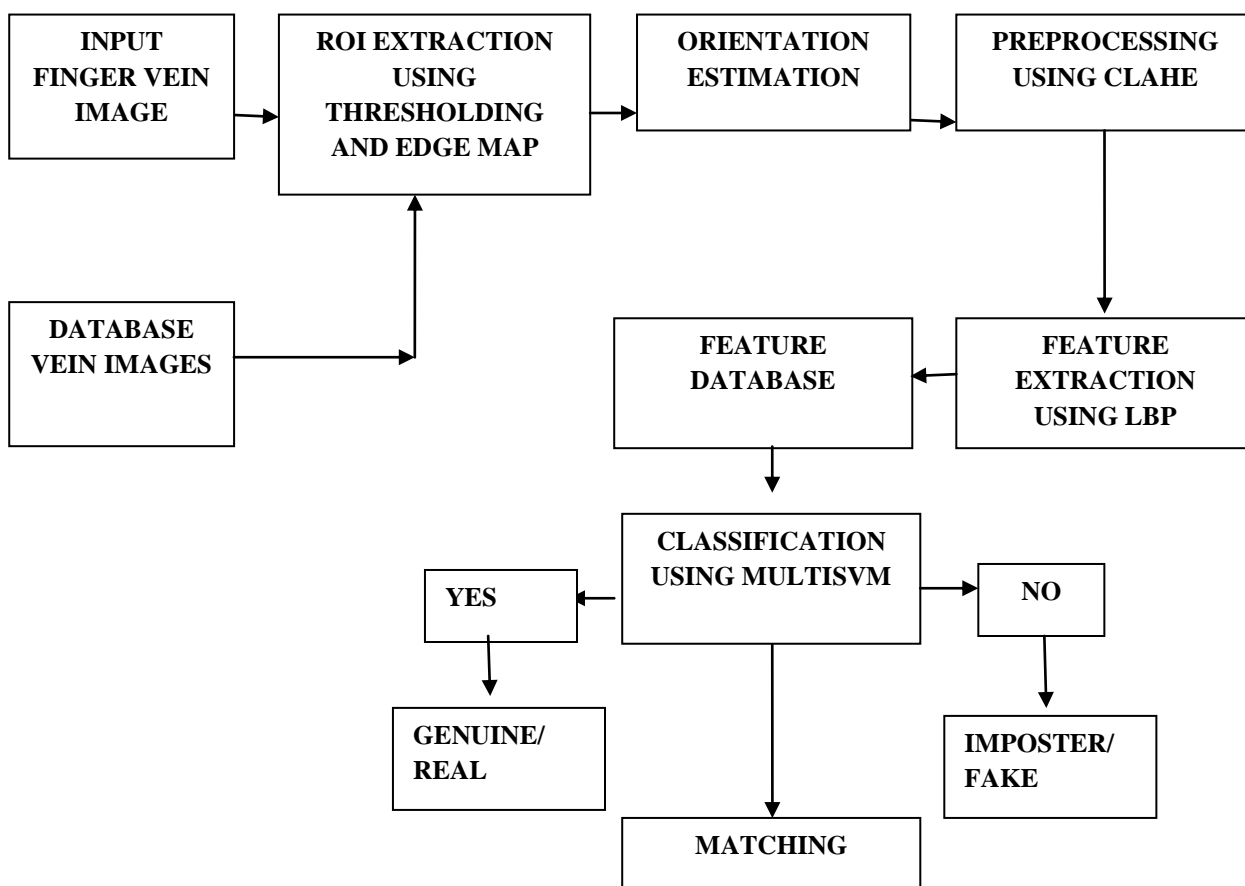 INPUT
FINGER VEIN
IMAGE
ROI EXTRACTION
USING
THRESHOLDING
AND EDGE MAP
ORIENTATION
ESTIMATION
PREPROCESSING
USING CLAHE
DATABASE
VEIN IMAGES
FEATURE
DATABASE
FEATURE
EXTRACTION
USING LBP
CLASSIFICATION
USING MULTISVM
YES
NO
GENUINE/
REAL
IMPOSTER/
FAKE
MATCHING